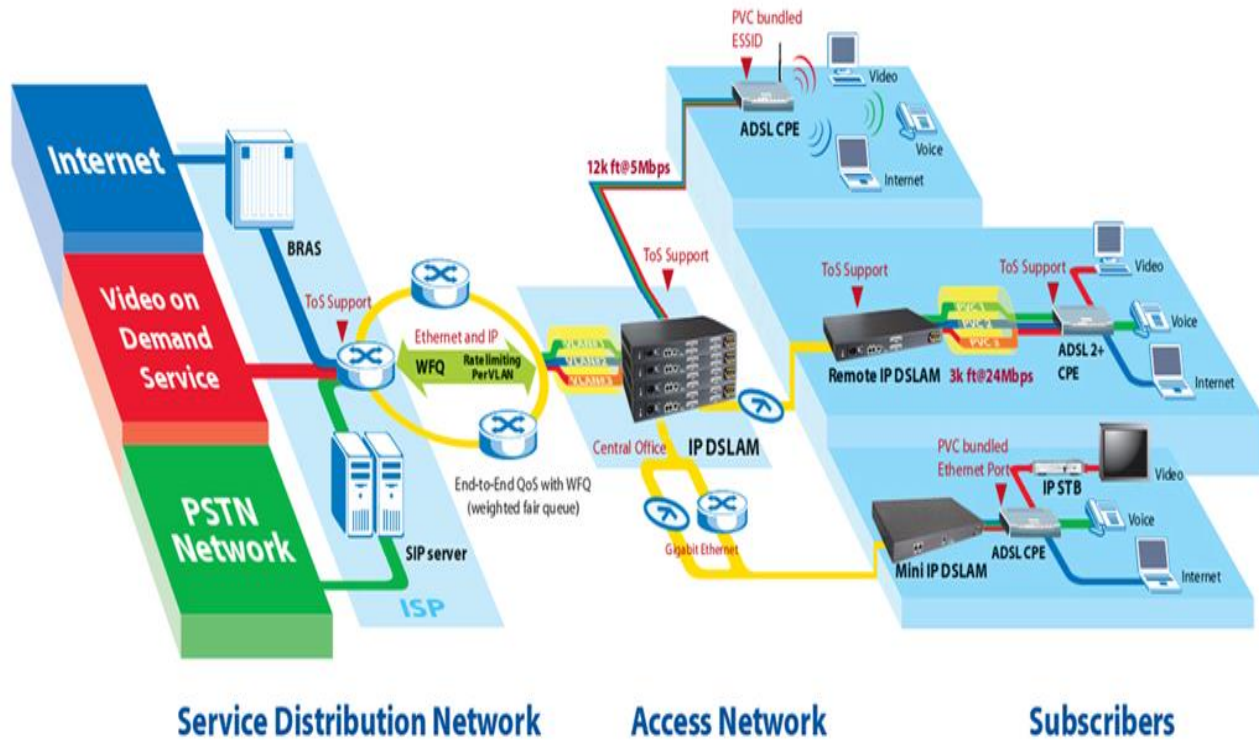 PVC bundled
ESSID
Video
ADSL CPE
Voice
Internet
12k ft@5Mbps
Internet
BRAS
ToS Support
Video on
Demand
Service
ToS Support
Ethernet and IP
WFQ
Rate limiting
Per VLAN
VLAN#1
VLAN#2
VLAN#3
Central Office
IP DSLAM
End-to-End QoS with WFQ
(weighted fair queue)
Gigabit Ethernet
PSTN
Network
SIP server
ISP
ToS Support
Remote IP DSLAM
PVC 1
PVC 2
PVC 3
3k ft@24Mbps
ToS Support
ADSL 2+
CPE
Video
Voice
Internet
PVC bundled
Ethernet Port
IP STB
Video
Voice
ADSL CPE
Mini IP DSLAM
Internet
Service Distribution Network
Access Network
Subscribers